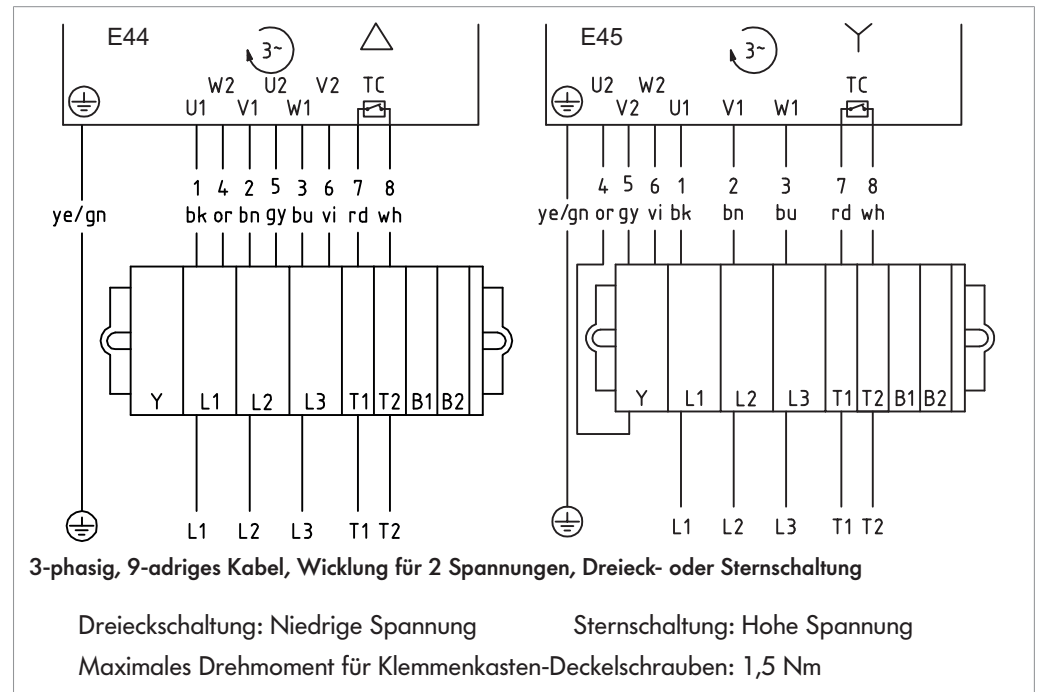 E44 3~ E45 3~
W2 U2 V2 TC U2 W2 TC
U1 V1 W1 V2 U1 V1 W1
1 4 2 5 3 6 7 8 4 5 6 1 2 3 7 8
ye/gn bk or bn gy bu vi rd wh ye/gn or gy vi bk bn bu rd wh
Y L1 L2 L3 T1 T2 B1 B2 Y L1 L2 L3 T1 T2 B1 B2
L1 L2 L3 T1 T2 L1 L2 L3 T1 T2
3-phasig, 9-adriges Kabel, Wicklung für 2 Spannungen, Dreieck- oder Sternschaltung
Dreieckschaltung: Niedrige Spannung Sternschaltung: Hohe Spannung
Maximales Drehmoment für Klemmenkasten-Deckelschrauben: 1,5 Nm